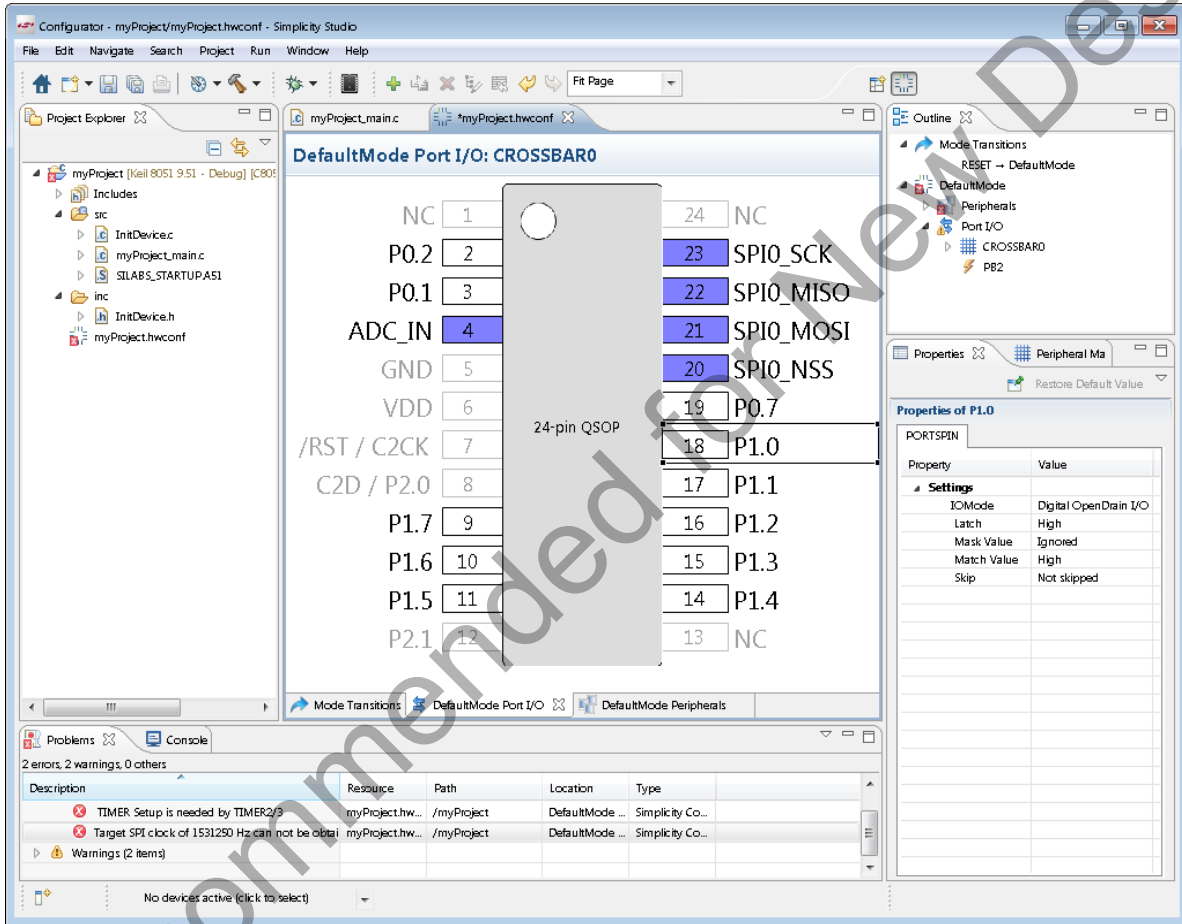 Configurator - myProject/myProject.hwconf - Simplicity Studio
File Edit Navigate Search Project Run Window Help
Fit Page
Project Explorer
myProject [Keil 8051 9.51 - Debug] [C805
Includes
src
InitDevice.c
myProject_main.c
SILABS_STARTUP.A51
inc
InitDevice.h
myProject.hwconf
myProject_main.c
*myProject.hwconf
DefaultMode Port I/O: CROSSBAR0
NC 1
P0.2 2
P0.1 3
ADC_IN 4
GND 5
VDD 6
/RST / C2CK 7
C2D / P2.0 8
P1.7 9
P1.6 10
P1.5 11
P2.1 12
24-pin QSOP
24 NC
23 SPI0_SCK
22 SPI0_MISO
21 SPI0_MOSI
20 SPI0_NSS
19 P0.7
18 P1.0
17 P1.1
16 P1.2
15 P1.3
14 P1.4
13 NC
Mode Transitions DefaultMode Port I/O DefaultMode Peripherals
Outline
Mode Transitions
RESET → DefaultMode
DefaultMode
Peripherals
Port I/O
CROSSBAR0
PB2
Properties Peripheral Ma
Restore Default Value
Properties of P1.0
PORTSPIN
Property Value
Settings
IOMode Digital OpenDrain I/O
Latch High
Mask Value Ignored
Match Value High
Skip Not skipped
Problems Console
2 errors, 2 warnings, 0 others
Description Resource Path Location Type
TIMER Setup is needed by TIMER2/3 myProject.hw... /myProject DefaultMode ... Simplicity Co...
Target SPI clock of 1531250 Hz can not be obtai myProject.hw... /myProject DefaultMode ... Simplicity Co...
Warnings (2 items)
No devices active (click to select)
ommended for New Des